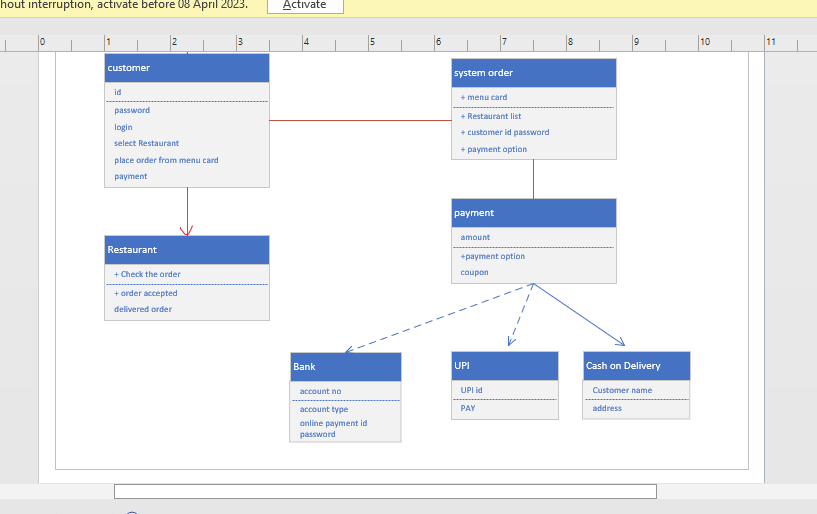 hout interruption, activate before 08 April 2023.
Activate
0 1 2 3 4 5 6 7 8 9 10 11
customer
id
password
login
select Restaurant
place order from menu card
payment
system order
+ menu card
+ Restaurant list
+ customer id password
+ payment option
Restaurant
+ Check the order
+ order accepted
delivered order
payment
amount
+payment option
coupon
Bank
account no
account type
online payment id
password
UPI
UPI id
PAY
Cash on Delivery
Customer name
address